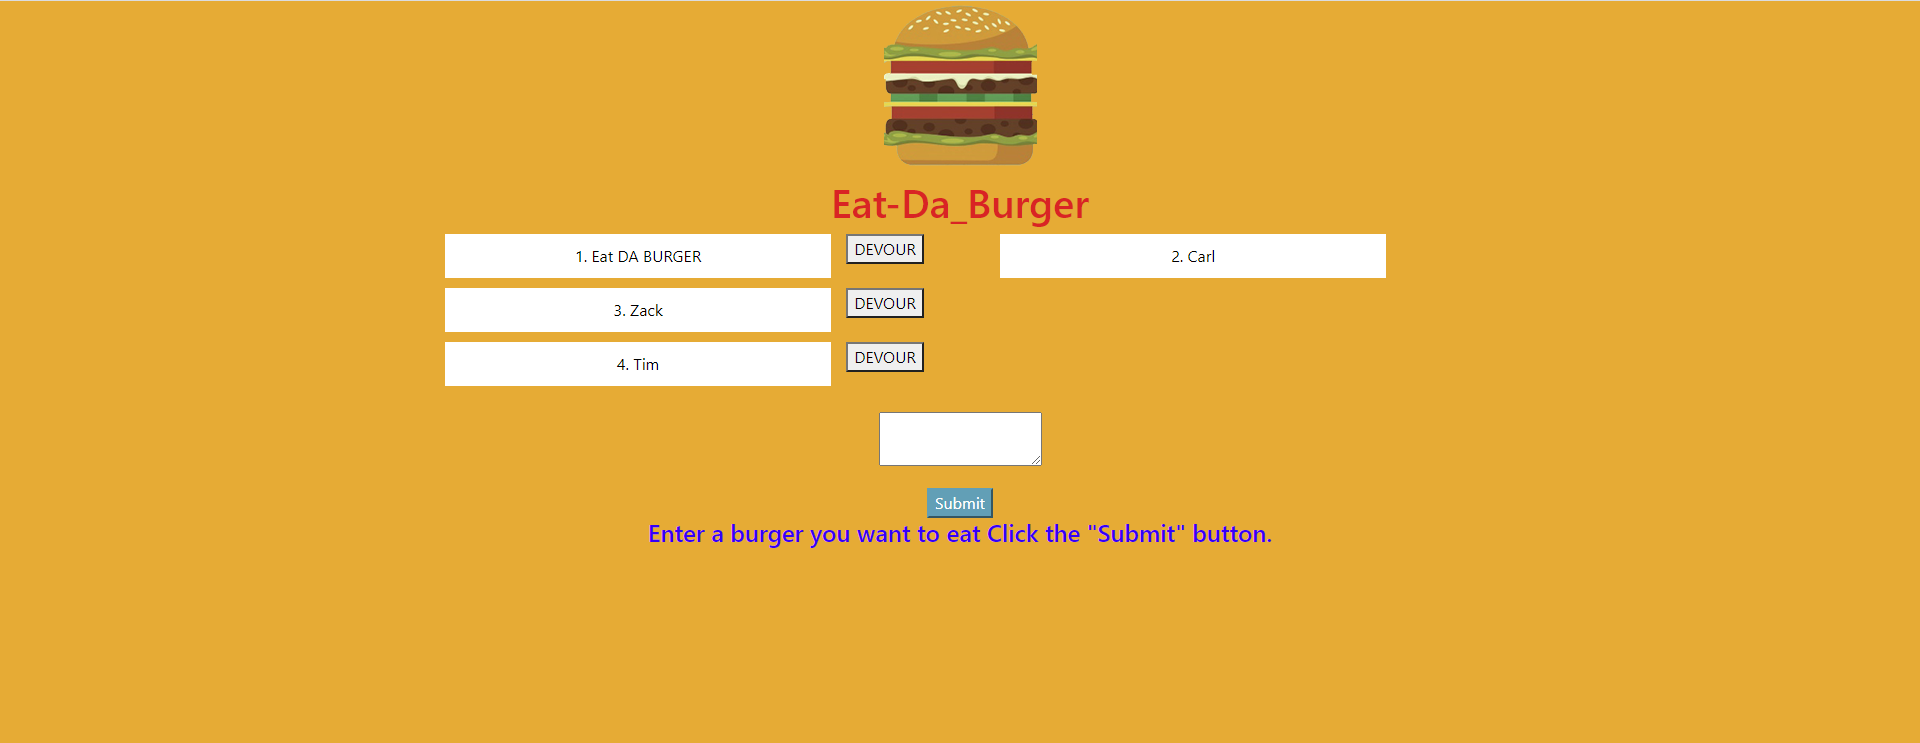 Eat-Da_Burger
1. Eat DA BURGER
DEVOUR
2. Carl
3. Zack
DEVOUR
4. Tim
DEVOUR
Submit
Enter a burger you want to eat Click the "Submit" button.